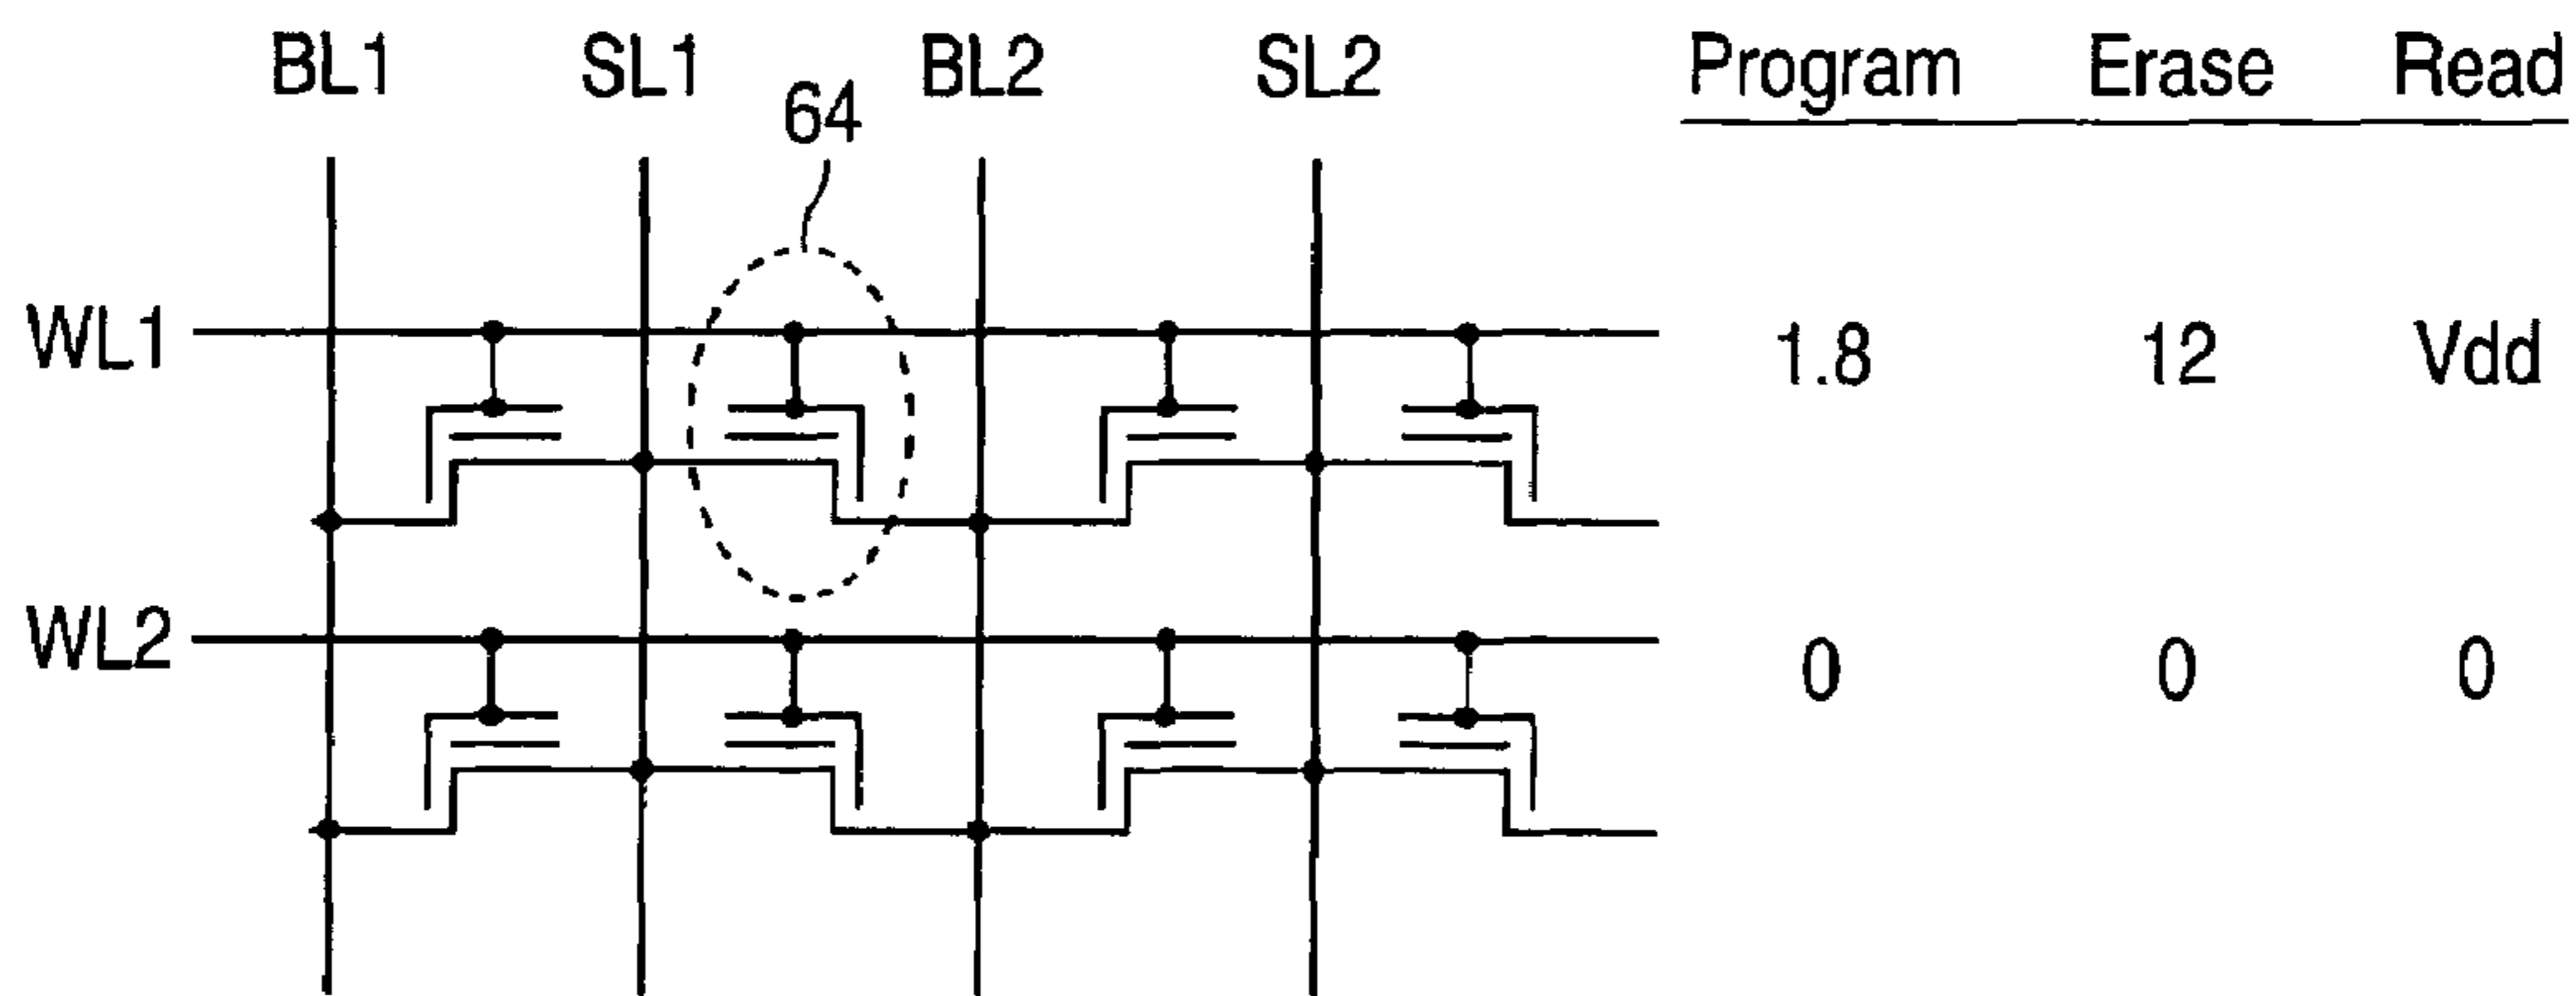 BL1 SL1 BL2 SL2 Program Erase Read
64
WL1 1.8 12 Vdd
WL2 0 0 0